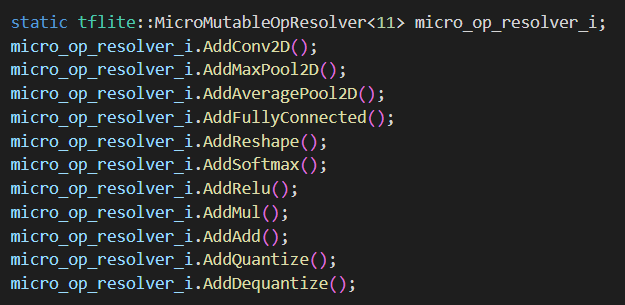 static tflite::MicroMutableOpResolver<11> micro_op_resolver_i;
micro_op_resolver_i.AddConv2D();
micro_op_resolver_i.AddMaxPool2D();
micro_op_resolver_i.AddAveragePool2D();
micro_op_resolver_i.AddFullyConnected();
micro_op_resolver_i.AddReshape();
micro_op_resolver_i.AddSoftmax();
micro_op_resolver_i.AddRelu();
micro_op_resolver_i.AddMul();
micro_op_resolver_i.AddAdd();
micro_op_resolver_i.AddQuantize();
micro_op_resolver_i.AddDequantize();